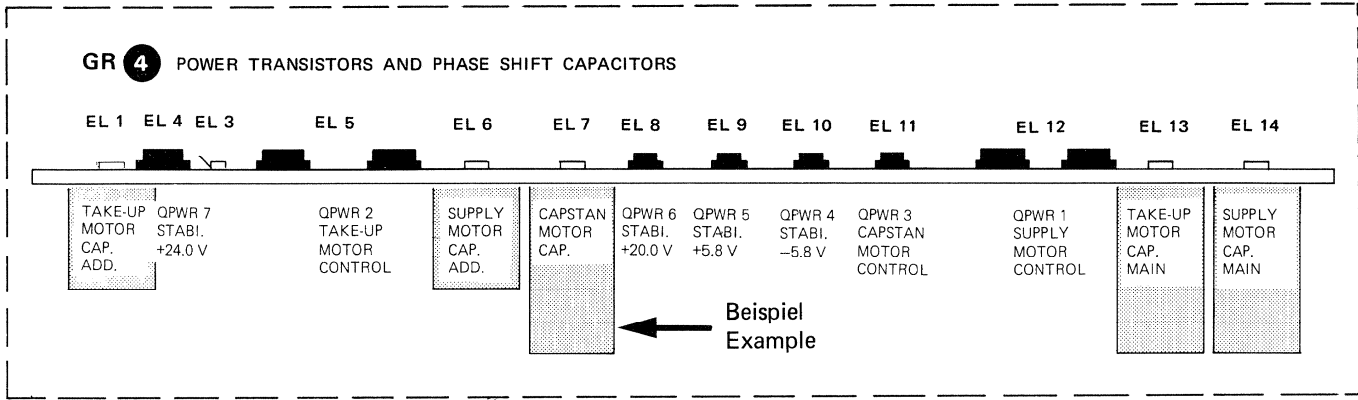 GR 4 POWER TRANSISTORS AND PHASE SHIFT CAPACITORS
EL 1 EL 4 EL 3 EL 5 EL 6 EL 7 EL 8 EL 9 EL 10 EL 11 EL 12 EL 13 EL 14
TAKE-UP
MOTOR
CAP.
ADD.
QPWR 7
STABI.
+24.0 V
QPWR 2
TAKE-UP
MOTOR
CONTROL
SUPPLY
MOTOR
CAP.
ADD.
CAPSTAN
MOTOR
CAP.
QPWR 6
STABI.
+20.0 V
QPWR 5
STABI.
+5.8 V
QPWR 4
STABI.
—5.8 V
QPWR 3
CAPSTAN
MOTOR
CONTROL
QPWR 1
SUPPLY
MOTOR
CONTROL
TAKE-UP
MOTOR
CAP.
MAIN
SUPPLY
MOTOR
CAP.
MAIN
Beispiel
Example